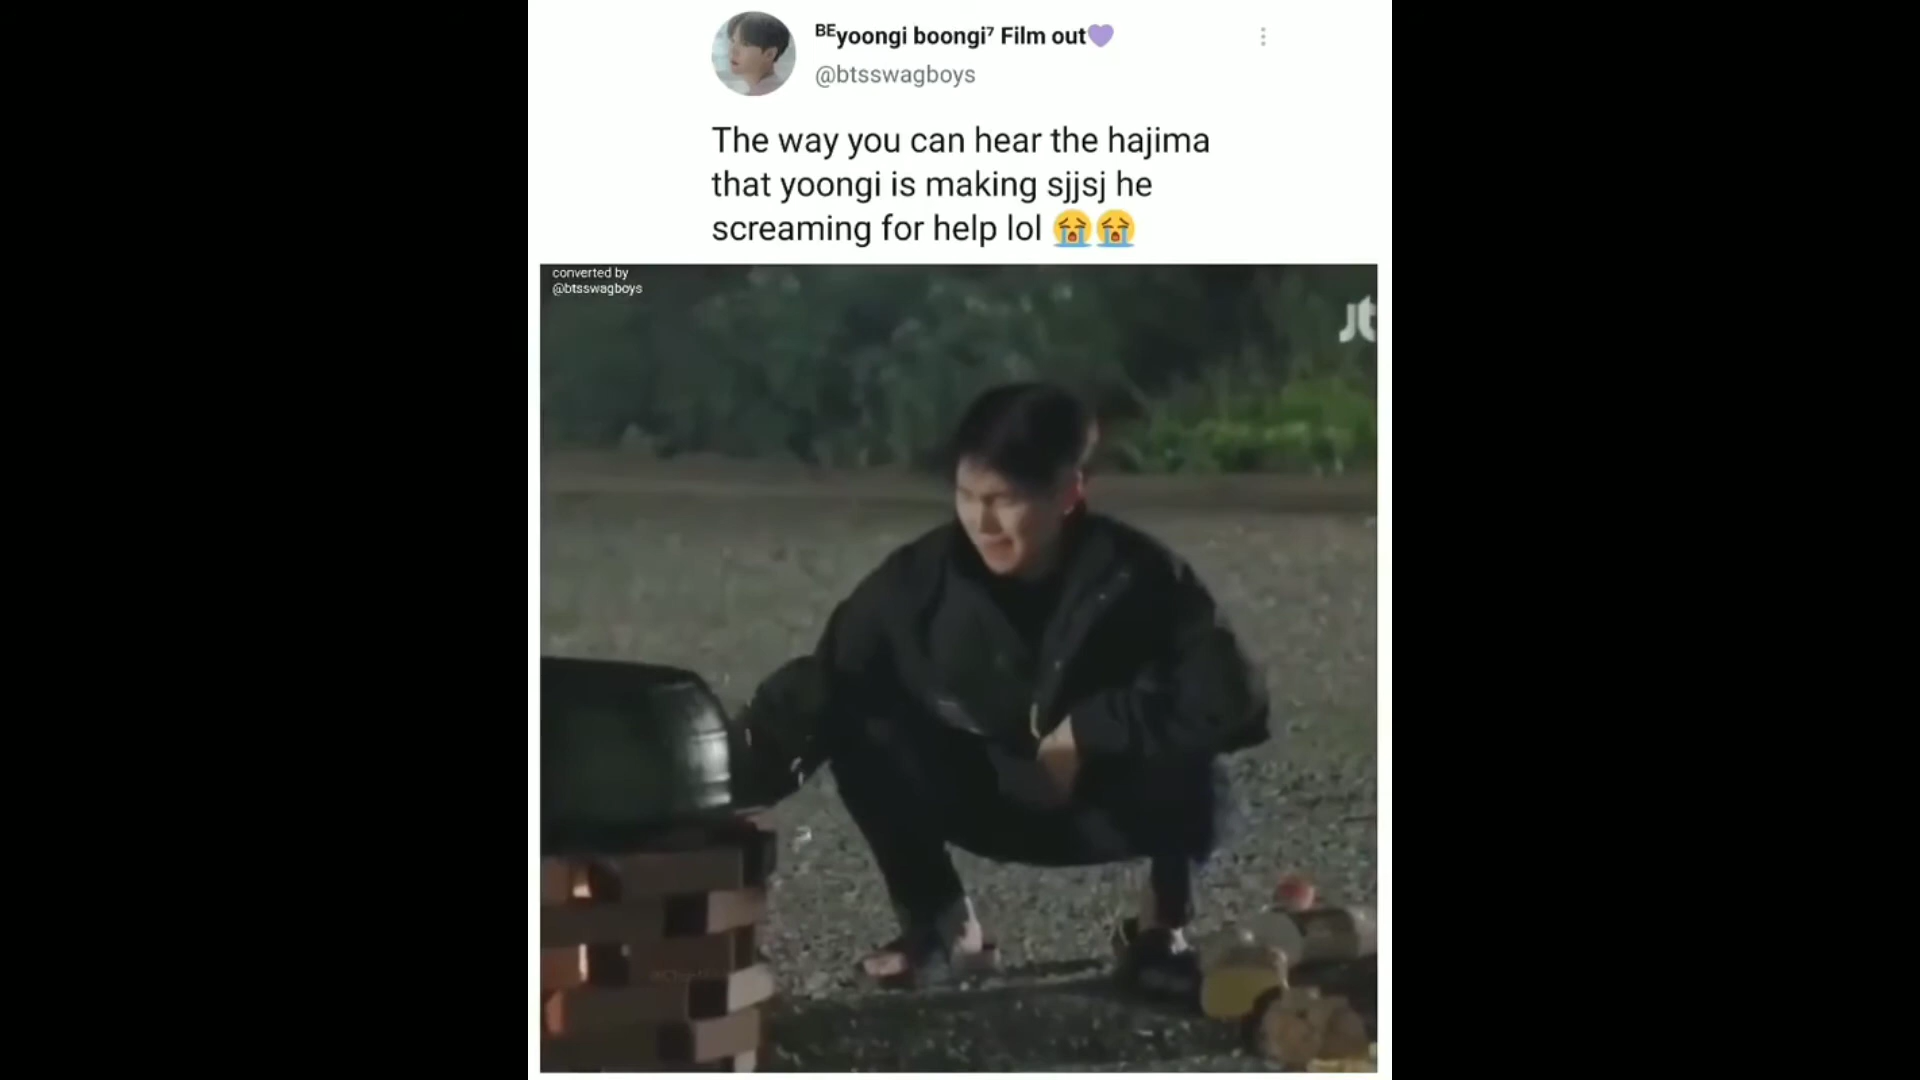 ᴮᴱyoongi boongi⁷ Film out💜
@btsswagboys
The way you can hear the hajima
that yoongi is making sjjsj he
screaming for help lol 😭😭
converted by
@btsswagboys
Jt